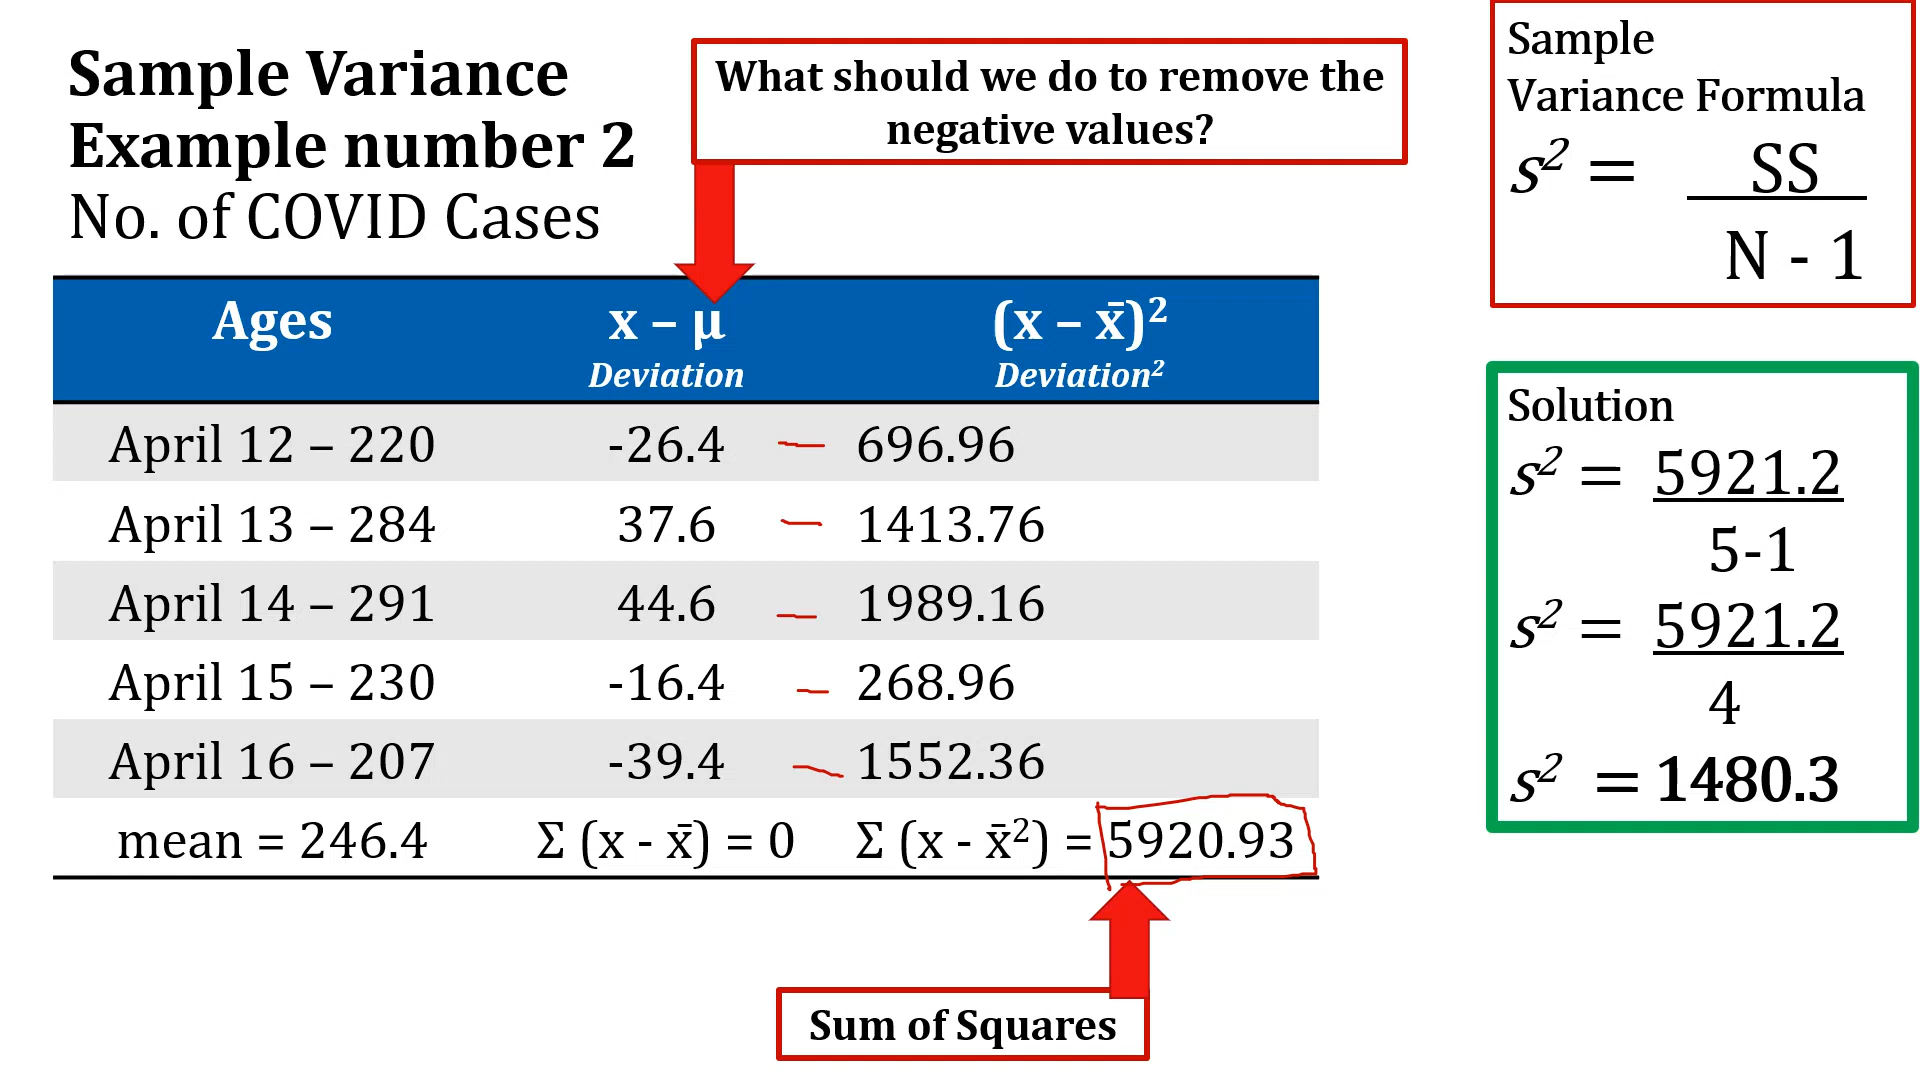 Sample Variance
Example number 2
No. of COVID Cases
What should we do to remove the
negative values?
Sample
Variance Formula
s² = SS
N - 1
Ages x – µ (x – x̄)²
Deviation Deviation²
April 12 – 220 -26.4 696.96
April 13 – 284 37.6 1413.76
April 14 – 291 44.6 1989.16
April 15 – 230 -16.4 268.96
April 16 – 207 -39.4 1552.36
mean = 246.4 Σ (x - x̄) = 0 Σ (x - x̄²) = 5920.93
Sum of Squares
Solution
s² = 5921.2
5-1
s² = 5921.2
4
s² = 1480.3